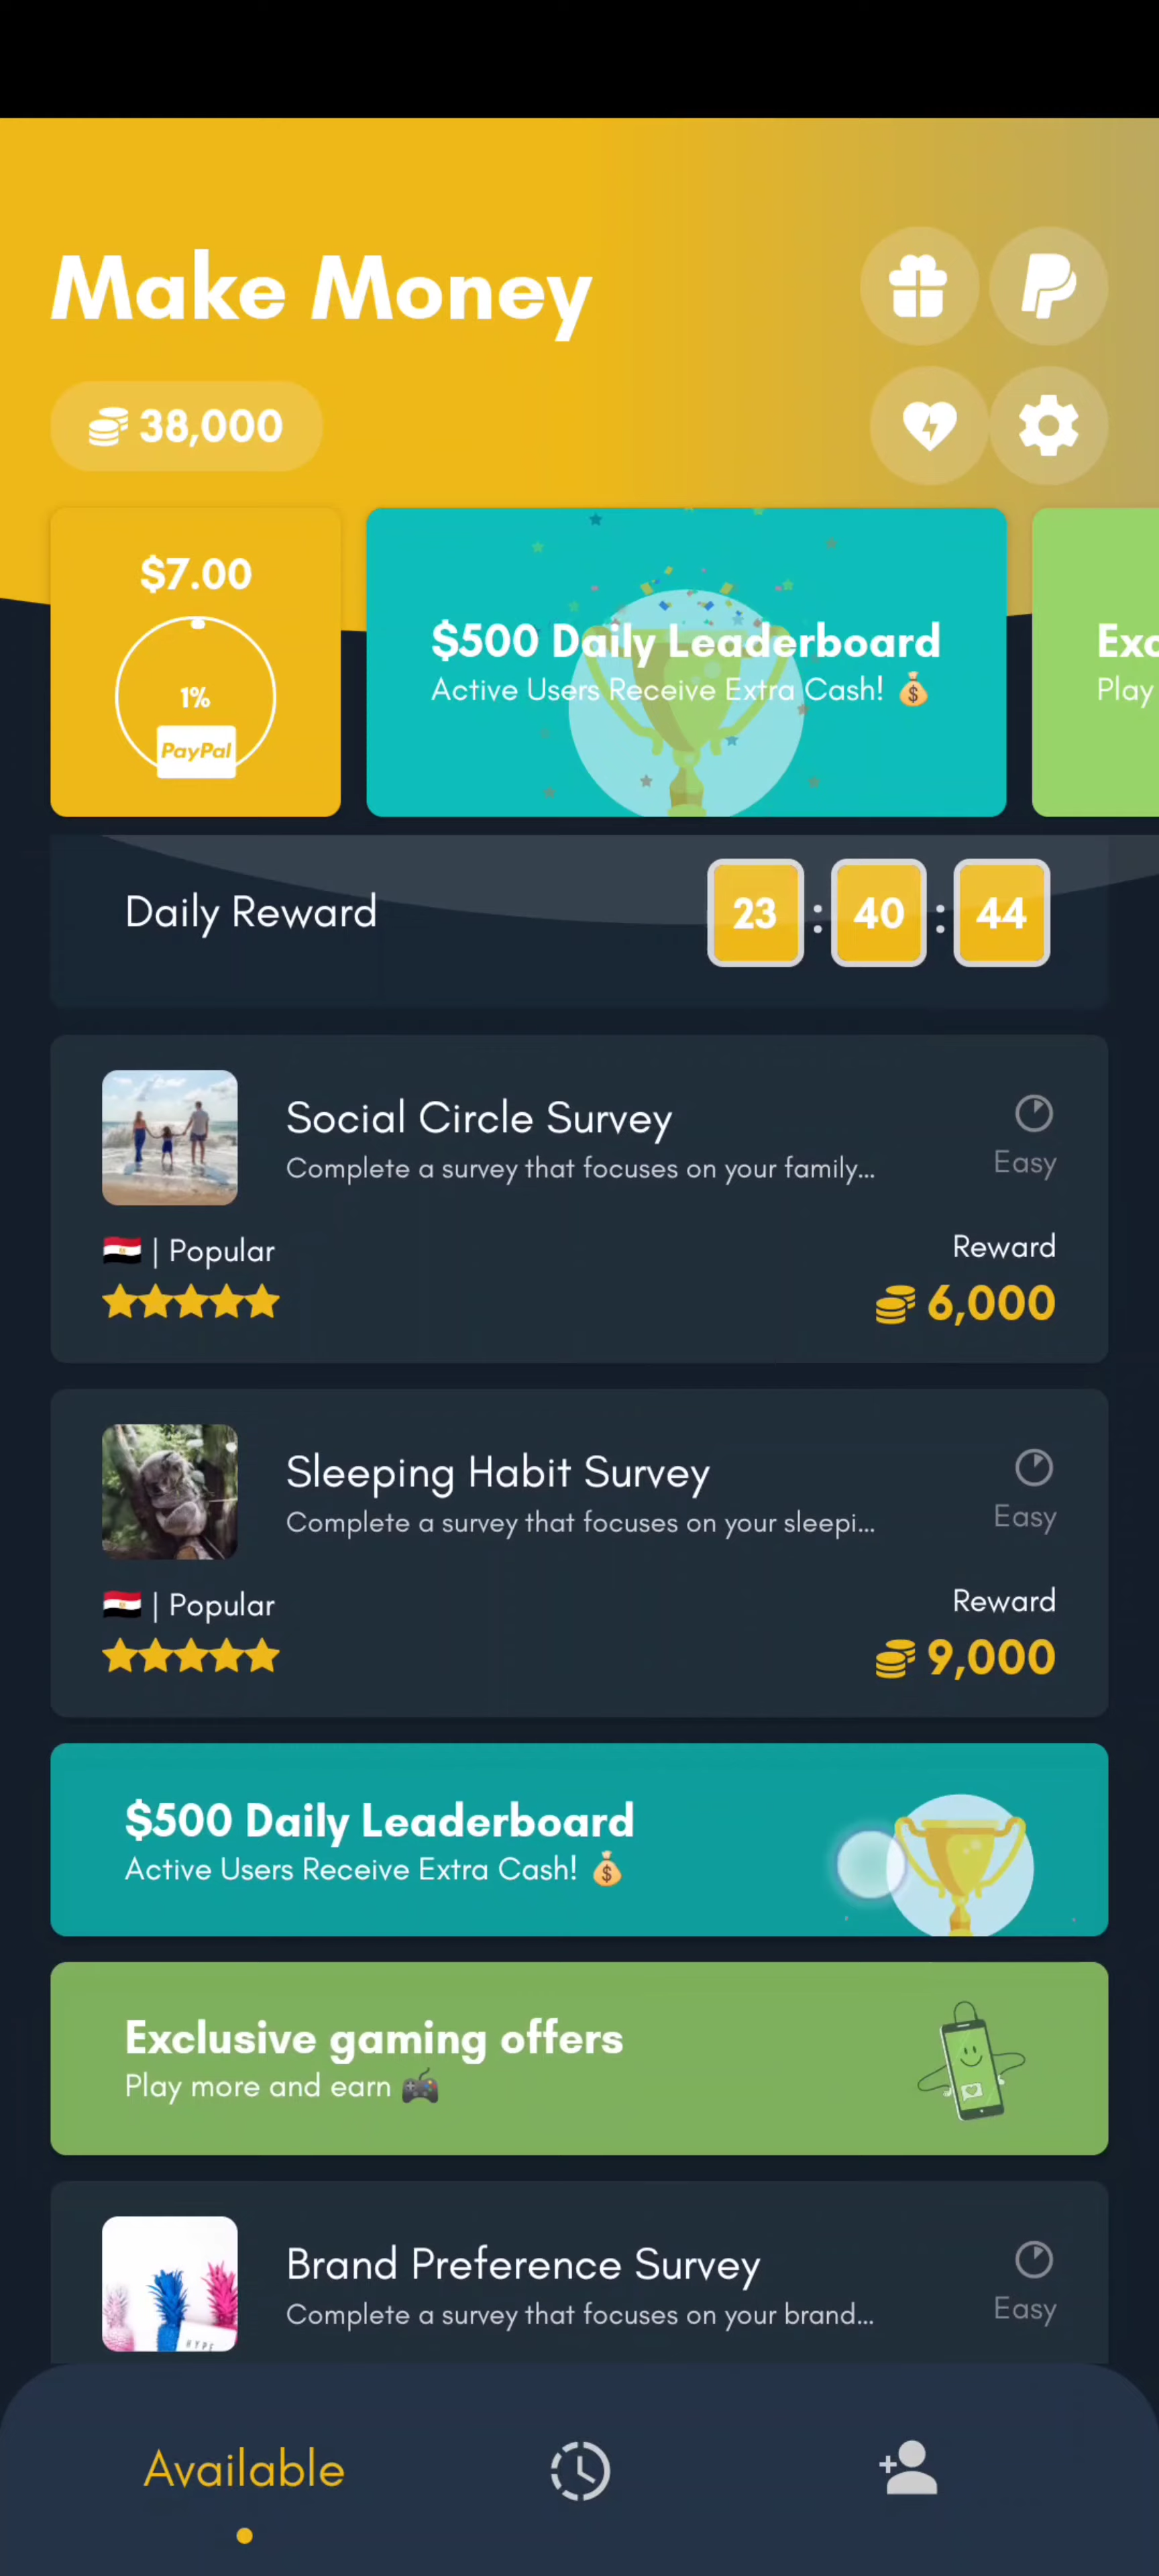 Make Money
38,000
$7.00
1%
PayPal
$500 Daily Leaderboard
Active Users Receive Extra Cash! 💰
Exc
Play
Daily Reward
23 : 40 : 44
Social Circle Survey
Complete a survey that focuses on your family...
Easy
🇪🇬 | Popular
Reward
6,000
Sleeping Habit Survey
Complete a survey that focuses on your sleepi...
Easy
🇪🇬 | Popular
Reward
9,000
$500 Daily Leaderboard
Active Users Receive Extra Cash! 💰
Exclusive gaming offers
Play more and earn 🎮
Brand Preference Survey
Complete a survey that focuses on your brand...
Easy
HYPE
Available